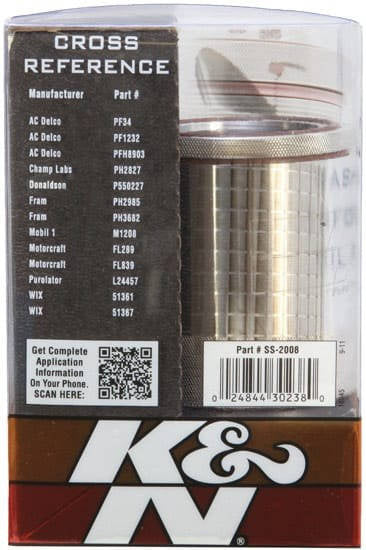 CROSS
REFERENCE
Manufacturer Part #
AC Delco PF34
AC Delco PF1232
AC Delco PFH8903
Champ Labs PH2827
Donaldson P550227
Fram PH2985
Fram PH3682
Mobil 1 M1208
Motorcraft FL289
Motorcraft FL839
Purolator L24457
WIX 51361
WIX 51367
Get Complete
Application
Information
On Your Phone.
SCAN HERE:
Part # SS-2008
0 24844 30238 0
K&N®